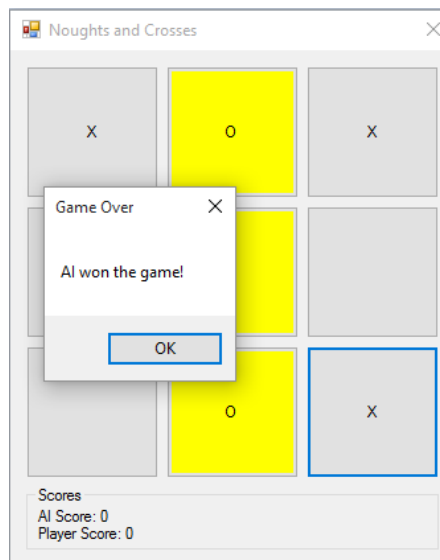 Noughts and Crosses
X O X
Game Over
AI won the game!
OK
O X
Scores
AI Score: 0
Player Score: 0